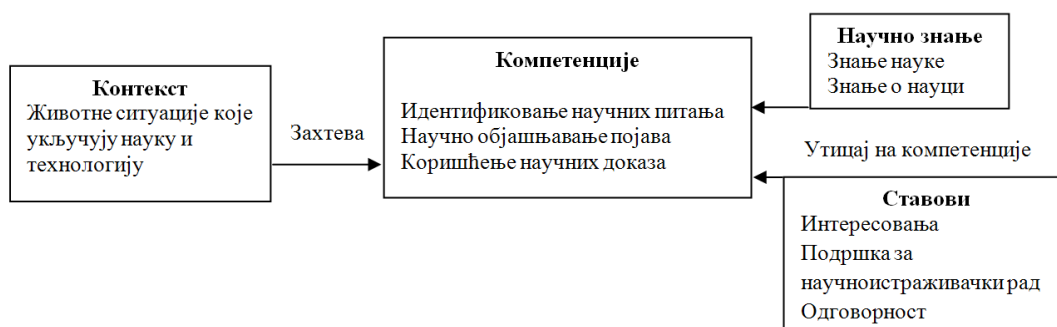 Контекст
Животне ситуације које
укључују науку и
технологију
Захтева
Компетенције
Идентификовање научних питања
Научно објашњавање појава
Коришћење научних доказа
Научно знање
Знање науке
Знање о науци
Утицај на компетенције
Ставови
Интересовања
Подршка за
научноистраживачки рад
Одговорност